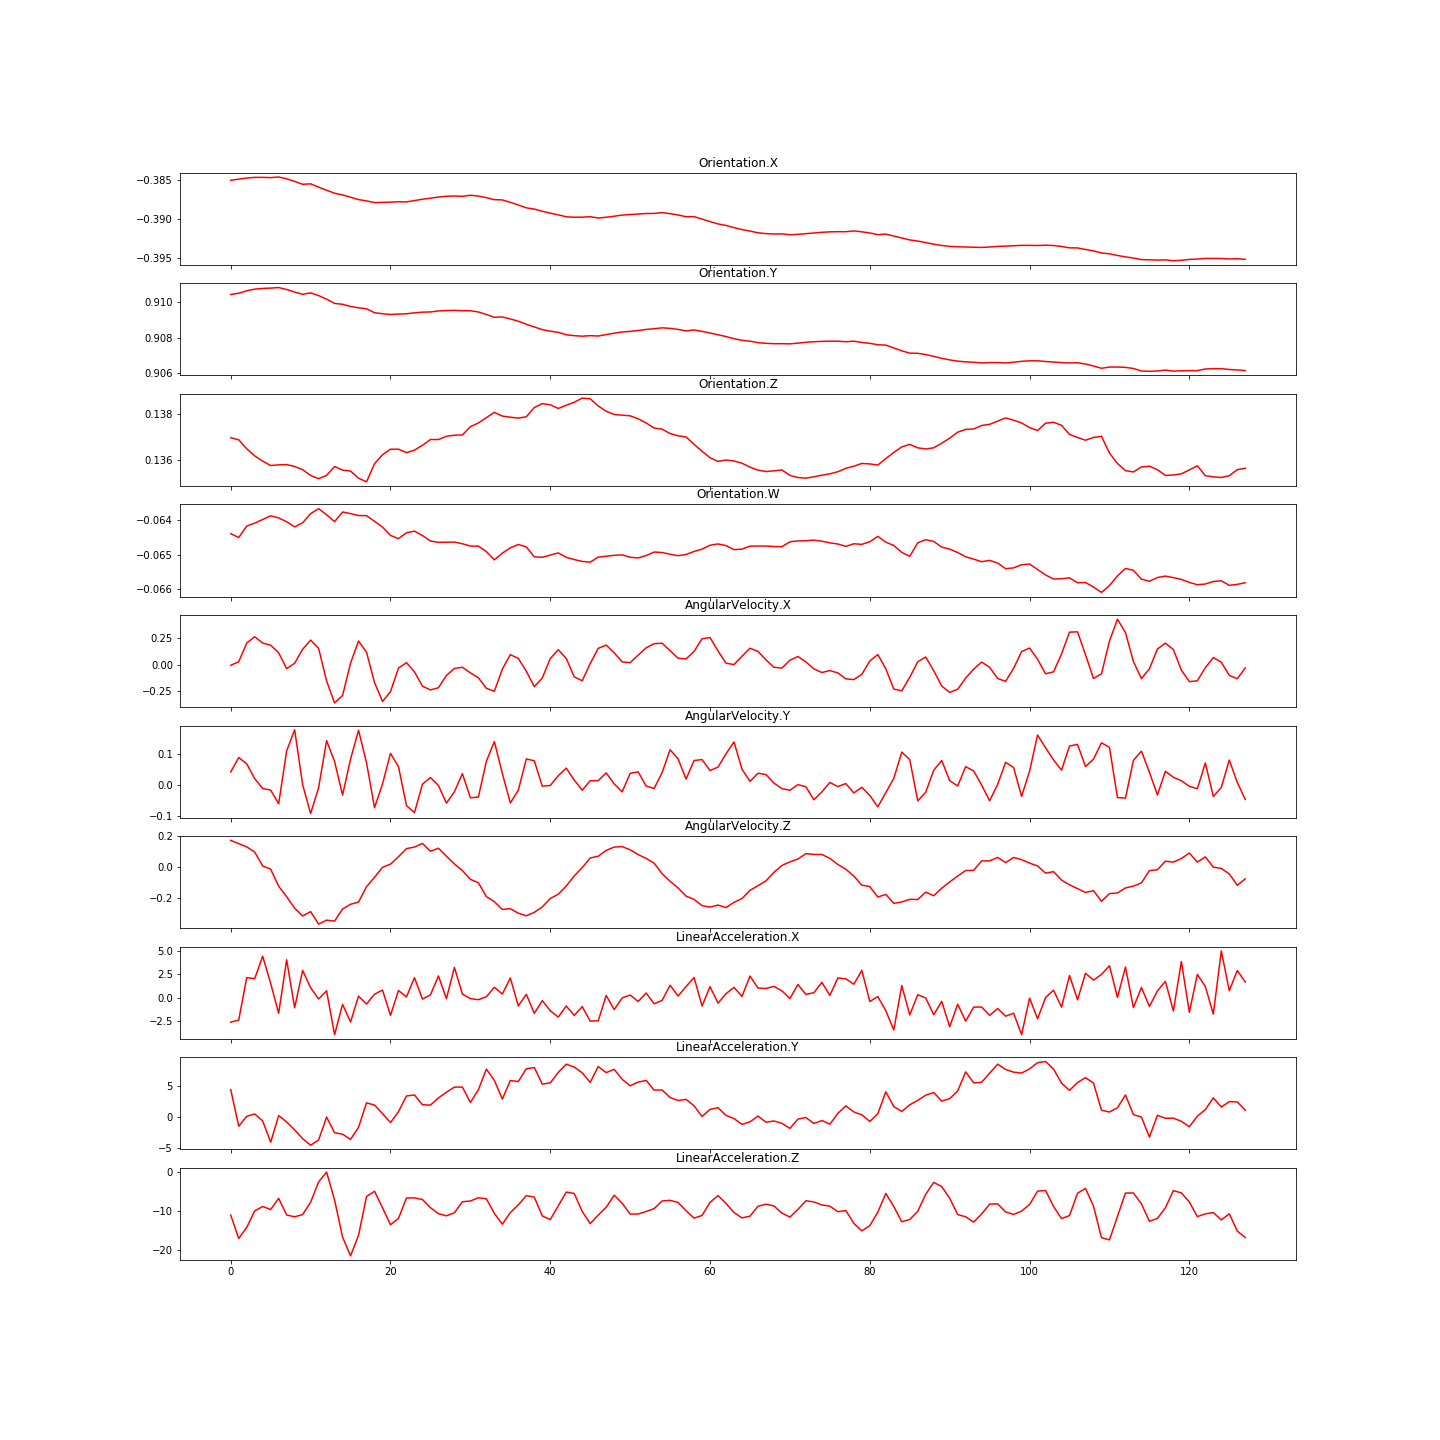 Orientation.X
−0.385
−0.390
−0.395
Orientation.Y
0.910
0.908
0.906
Orientation.Z
0.138
0.136
Orientation.W
−0.064
−0.065
−0.066
AngularVelocity.X
0.25
0.00
−0.25
AngularVelocity.Y
0.1
0.0
−0.1
AngularVelocity.Z
0.2
0.0
−0.2
LinearAcceleration.X
5.0
2.5
0.0
−2.5
LinearAcceleration.Y
5
0
−5
LinearAcceleration.Z
0
−10
−20
0 20 40 60 80 100 120